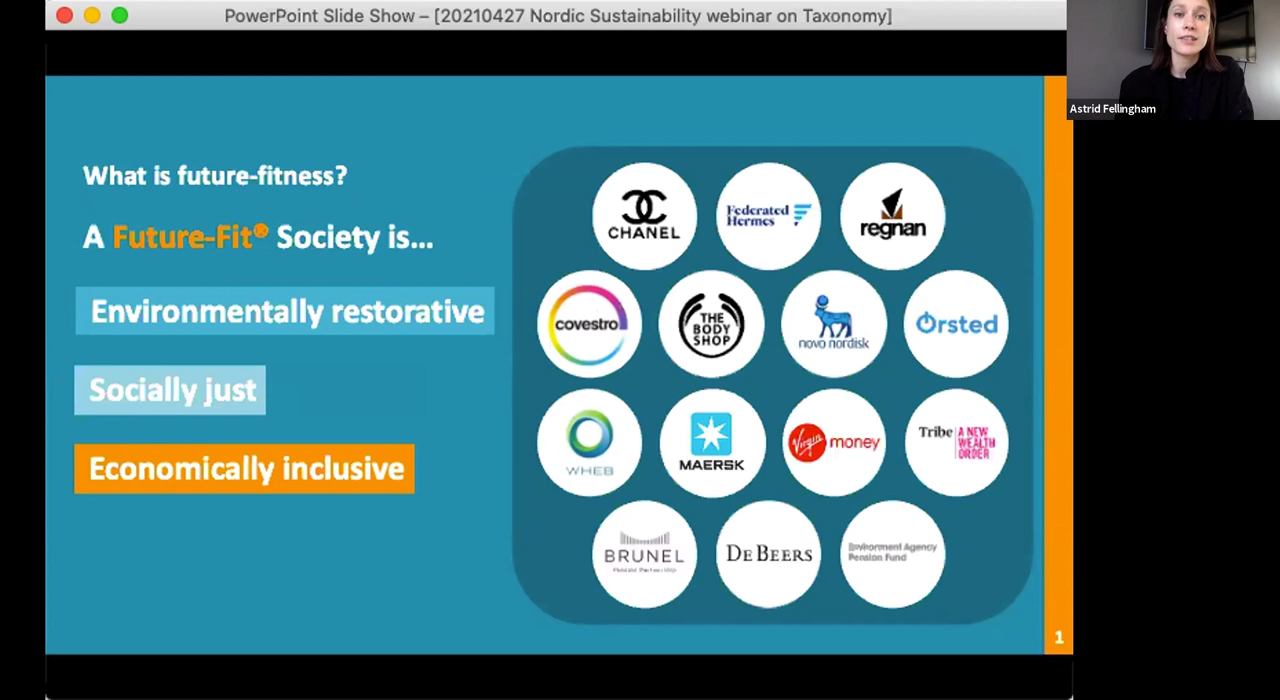 PowerPoint Slide Show – [20210427 Nordic Sustainability webinar on Taxonomy]
Astrid Fellingham
What is future-fitness?
A Future-Fit® Society is...
Environmentally restorative
Socially just
Economically inclusive
CHANEL
Federated
Hermes
regnan
covestro
THE
BODY
SHOP
novo nordisk
Ørsted
WHEB
MAERSK
Virgin money
Tribe
A NEW
WEALTH
ORDER
BRUNEL
Pension Partnership
DE BEERS
Environment Agency
Pension Fund
1